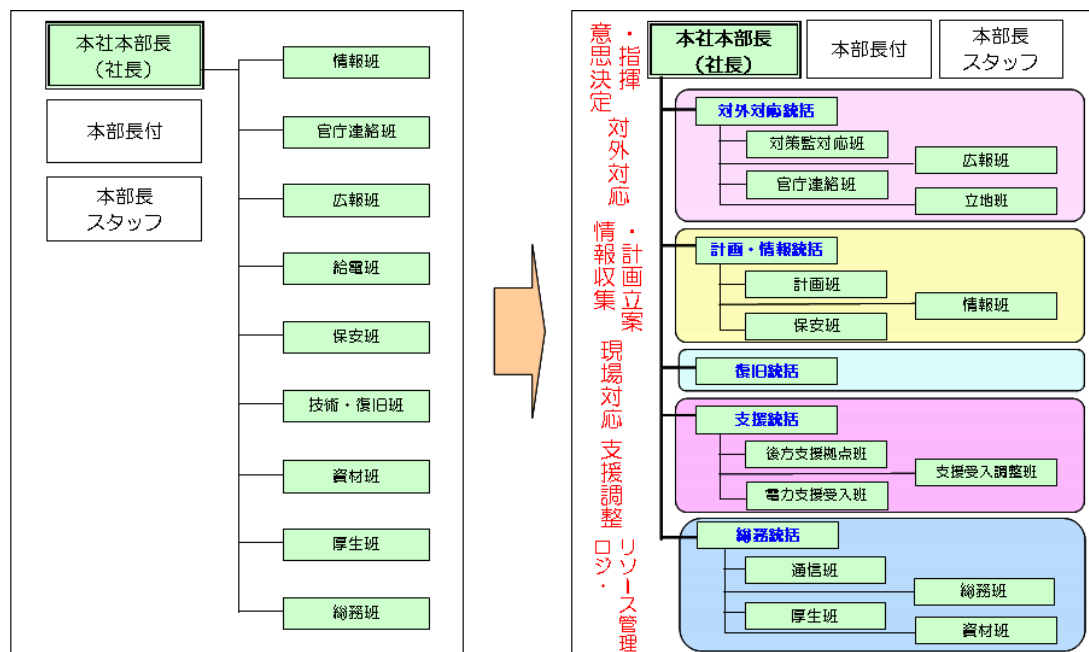 本社本部長
（社長）
本部長付
本部長
スタッフ
情報班
官庁連絡班
広報班
給電班
保安班
技術・復旧班
資材班
厚生班
総務班
意思決定
・指揮
対外対応
情報収集
・計画立案
現場対応
支援調整
ロジ・
リソース管理
本社本部長
（社長）
本部長付
本部長
スタッフ
対外対応統括
対策監対応班
広報班
官庁連絡班
立地班
計画・情報統括
計画班
情報班
保安班
復旧統括
支援統括
後方支援拠点班
支援受入調整班
電力支援受入班
総務統括
通信班
総務班
厚生班
資材班